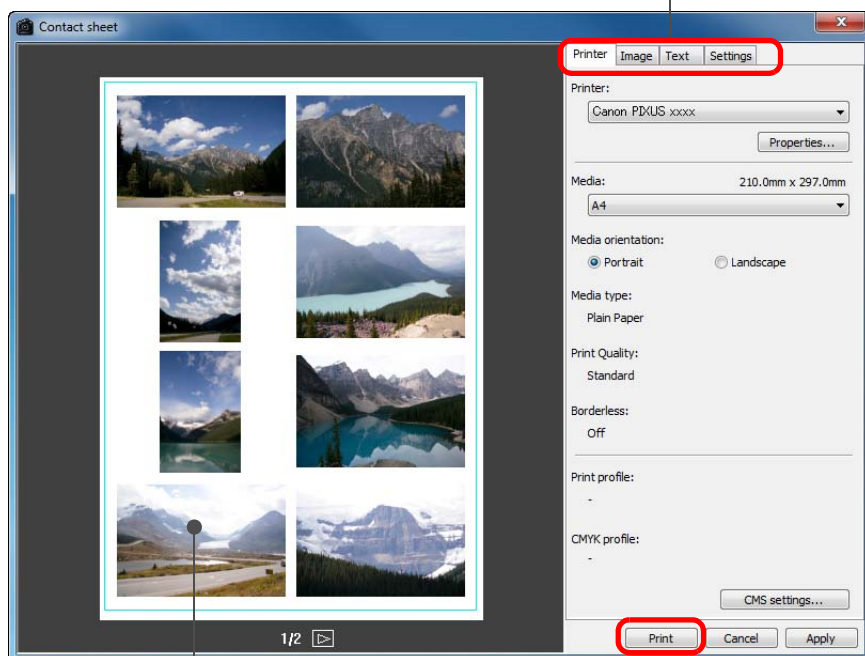 Contact sheet
Printer Image Text Settings
Printer:
Canon PIXUS xxxx
Properties...
Media: 210.0mm x 297.0mm
A4
Media orientation:
Portrait Landscape
Media type:
Plain Paper
Print Quality:
Standard
Borderless:
Off
Print profile:
-
CMYK profile:
-
CMS settings...
1/2
Print Cancel Apply